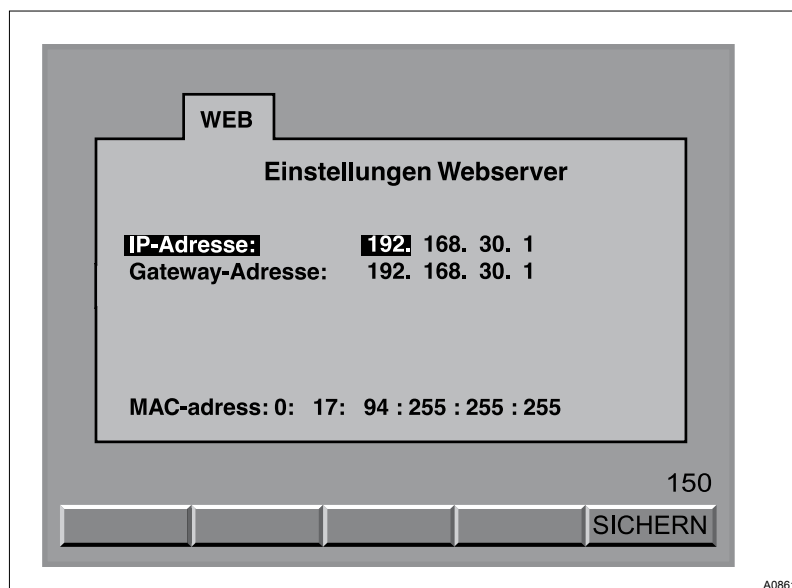 WEB
Einstellungen Webserver
IP-Adresse: 192. 168. 30. 1
Gateway-Adresse: 192. 168. 30. 1
MAC-adress: 0: 17: 94 : 255 : 255 : 255
150
SICHERN